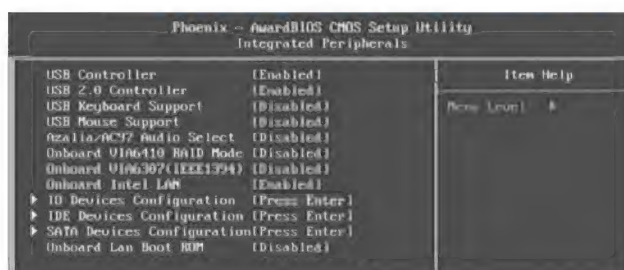 Phoenix - AwardBIOS CMOS Setup Utility
Integrated Peripherals
USB Controller [Enabled]
USB 2.0 Controller [Enabled]
USB Keyboard Support [Disabled]
USB Mouse Support [Disabled]
Azalia/AC97 Audio Select [Disabled]
Onboard VIA6410 RAID Mode [Disabled]
Onboard VIA6307(IEEE1394) [Disabled]
Onboard Intel LAN [Enabled]
▶ IO Devices Configuration [Press Enter]
▶ IDE Devices Configuration [Press Enter]
▶ SATA Devices Configuration[Press Enter]
Onboard Lan Boot ROM [Disabled]
Item Help
Menu Level ▶